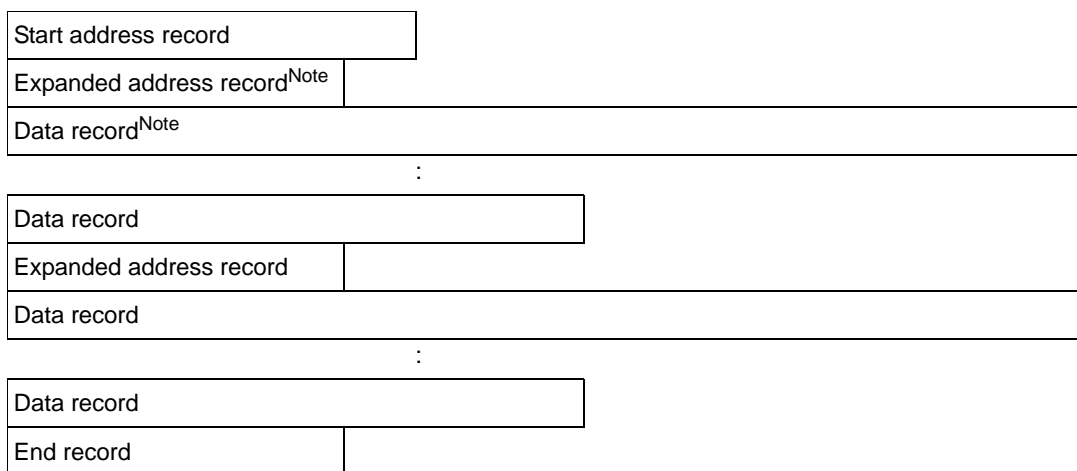 Start address record
Expanded address recordNote
Data recordNote
:
Data record
Expanded address record
Data record
:
Data record
End record